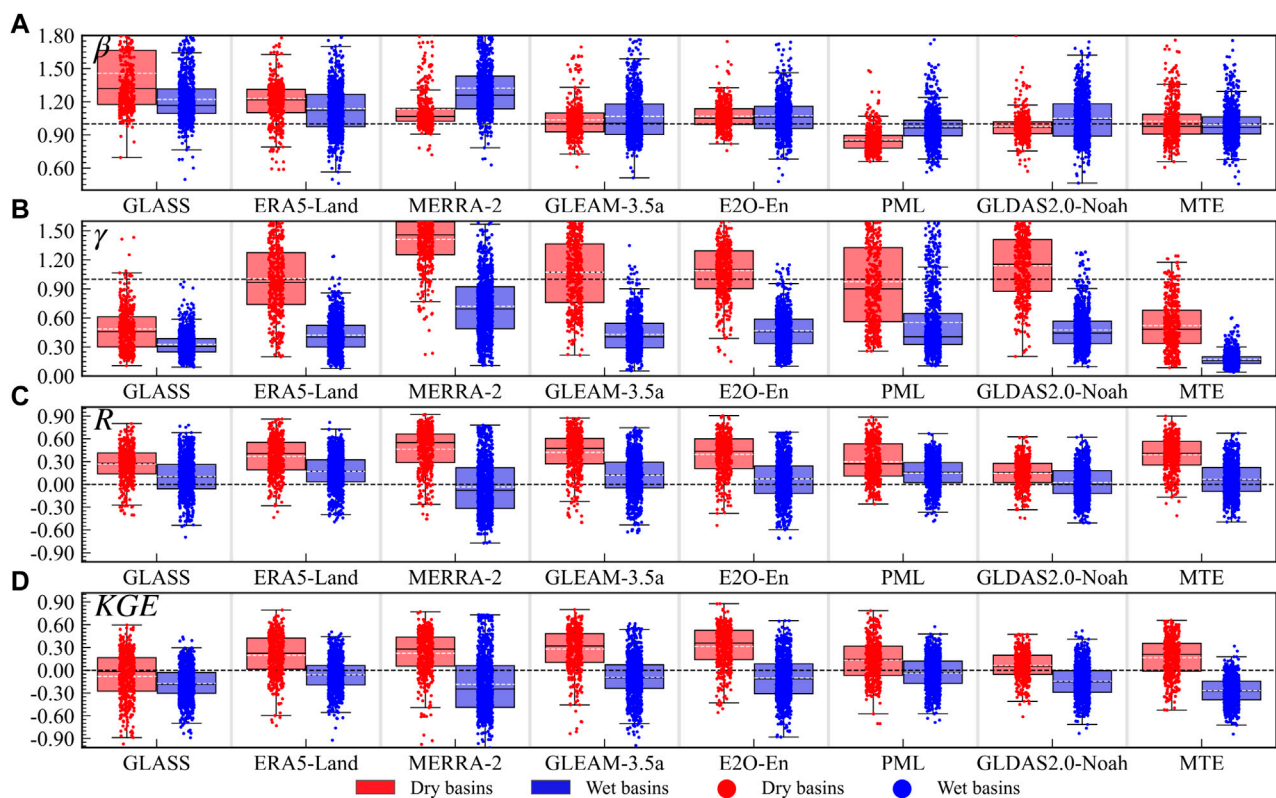 A
β
1.80
1.50
1.20
0.90
0.60
GLASS ERA5-Land MERRA-2 GLEAM-3.5a E2O-En PML GLDAS2.0-Noah MTE
B
γ
1.50
1.20
0.90
0.60
0.30
0.00
GLASS ERA5-Land MERRA-2 GLEAM-3.5a E2O-En PML GLDAS2.0-Noah MTE
C
R
0.90
0.60
0.30
0.00
-0.30
-0.60
-0.90
GLASS ERA5-Land MERRA-2 GLEAM-3.5a E2O-En PML GLDAS2.0-Noah MTE
D
KGE
0.90
0.60
0.30
0.00
-0.30
-0.60
-0.90
GLASS ERA5-Land MERRA-2 GLEAM-3.5a E2O-En PML GLDAS2.0-Noah MTE
Dry basins Wet basins Dry basins Wet basins